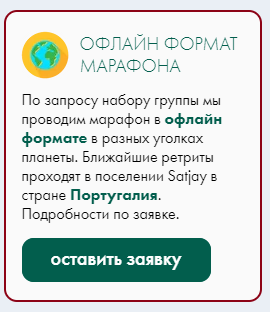 ОФЛАЙН ФОРМАТ
МАРАФОНА
По запросу набору группы мы
проводим марафон в офлайн
формате в разных уголках
планеты. Ближайшие ретриты
проходят в поселении Satjay в
стране Португалия.
Подробности по заявке.
оставить заявку